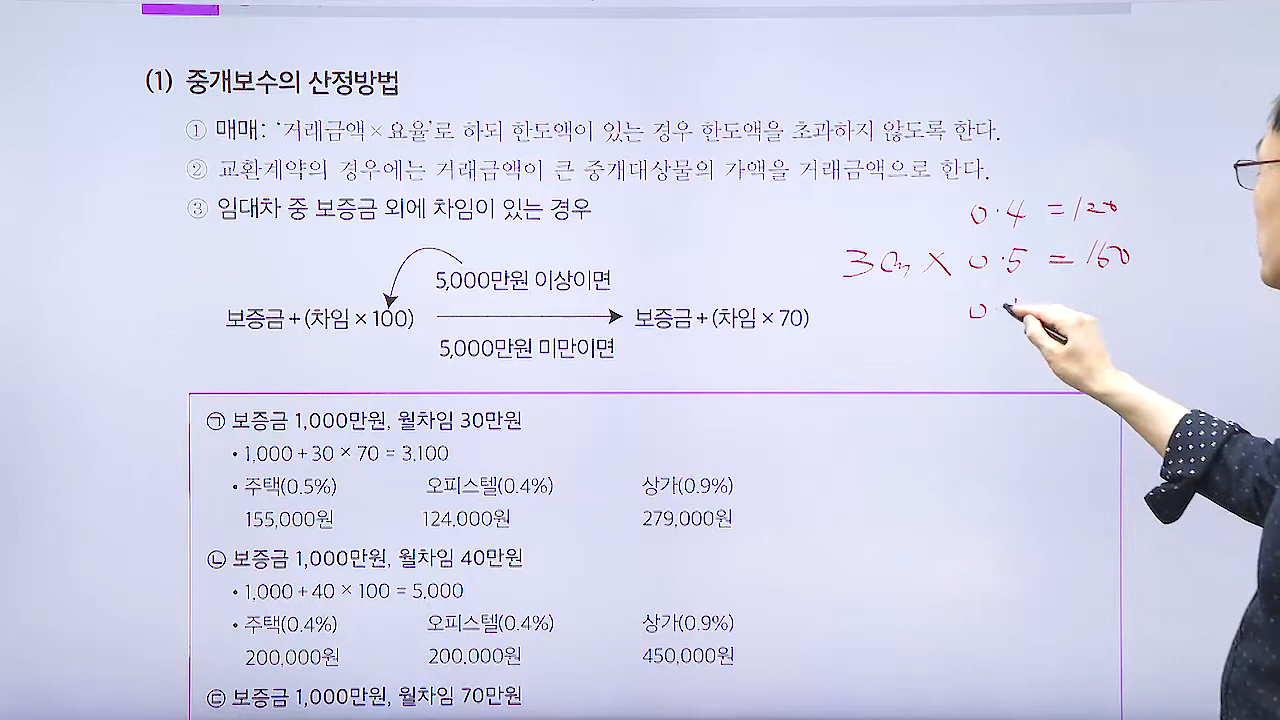 (1) 중개보수의 산정방법
① 매매: '거래금액×요율'로 하되 한도액이 있는 경우 한도액을 초과하지 않도록 한다.
② 교환계약의 경우에는 거래금액이 큰 중개대상물의 가액을 거래금액으로 한다.
③ 임대차 중 보증금 외에 차임이 있는 경우
0.4 = 120
× 0.5 = 150
0.
5,000만원 이상이면
보증금+(차임×100)
보증금+(차임×70)
5,000만원 미만이면
㉠ 보증금 1,000만원, 월차임 30만원
• 1,000+30×70 = 3,100
• 주택(0.5%) 오피스텔(0.4%) 상가(0.9%)
155,000원 124,000원 279,000원
㉡ 보증금 1,000만원, 월차임 40만원
• 1,000+40×100 = 5,000
• 주택(0.4%) 오피스텔(0.4%) 상가(0.9%)
200,000원 200,000원 450,000원
㉢ 보증금 1,000만원, 월차임 70만원